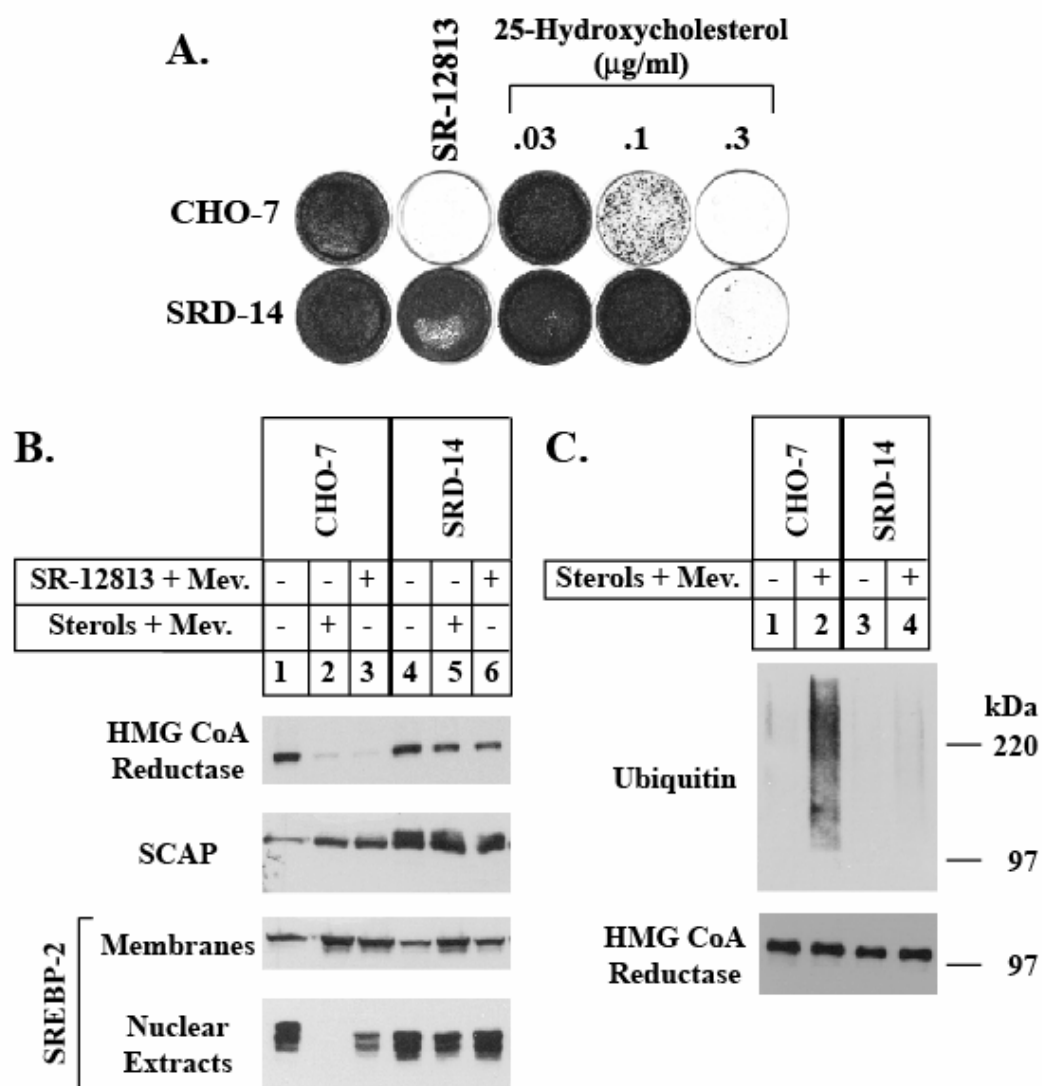 A.
SR-12813
25-Hydroxycholesterol
(μg/ml)
.03 .1 .3
CHO-7
SRD-14
B.
CHO-7 SRD-14
SR-12813 + Mev. - - + - - +
Sterols + Mev. - + - - + -
1 2 3 4 5 6
HMG CoA
Reductase
SCAP
SREBP-2
Membranes
Nuclear
Extracts
C.
CHO-7 SRD-14
Sterols + Mev. - + - +
1 2 3 4
kDa
220
Ubiquitin
97
HMG CoA
Reductase
97